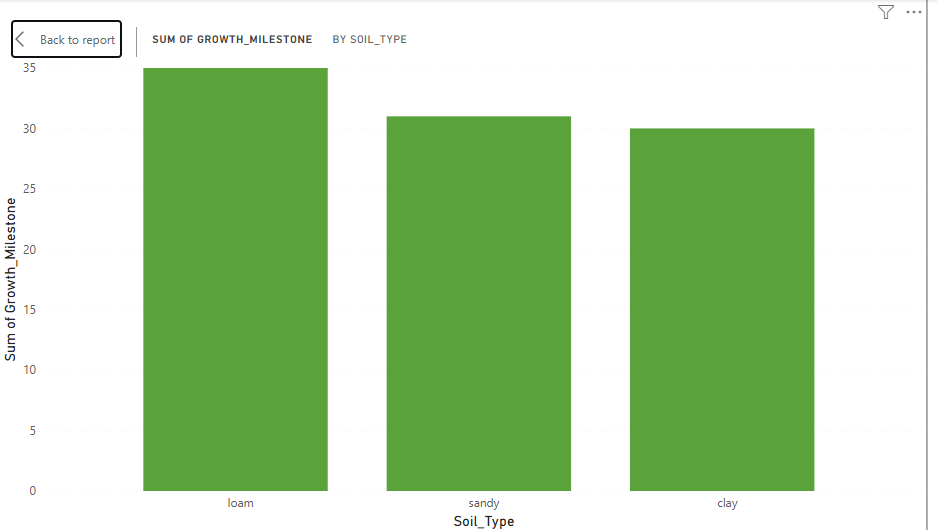 Back to report
SUM OF GROWTH_MILESTONE BY SOIL_TYPE
35
30
25
20
15
10
5
0
Sum of Growth_Milestone
loam sandy clay
Soil_Type